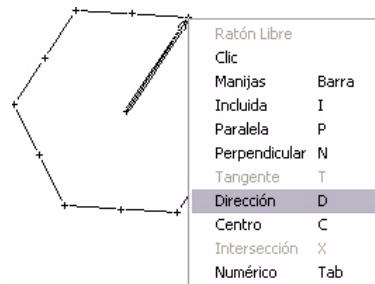 Ratón Libre
Clic
Manijas Barra
Incluida I
Paralela P
Perpendicular N
Tangente T
Dirección D
Centro C
Intersección X
Numérico Tab